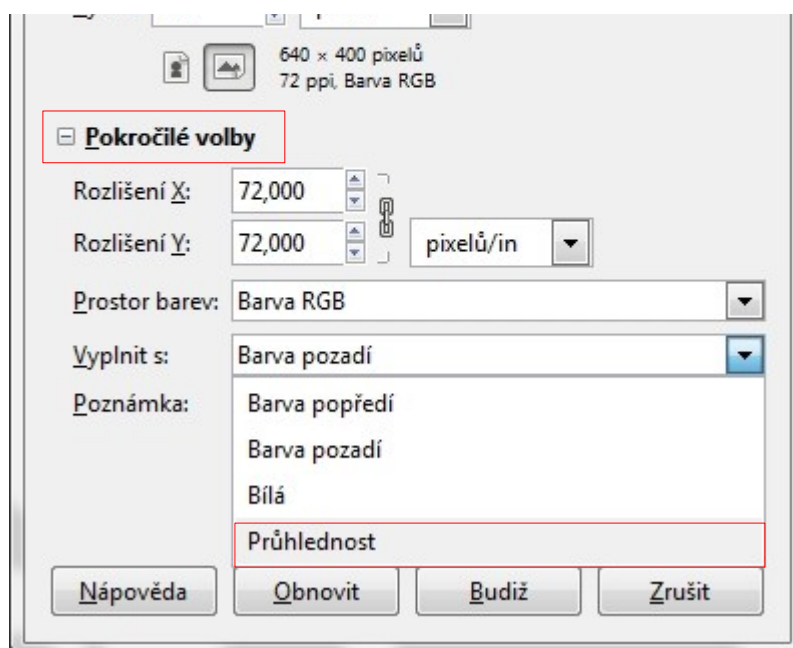 640 × 400 pixelů
72 ppi, Barva RGB
Pokročilé volby
Rozlišení X: 72,000
Rozlišení Y: 72,000 pixelů/in
Prostor barev: Barva RGB
Vyplnit s: Barva pozadí
Poznámka: Barva popředí
Barva pozadí
Bílá
Průhlednost
Nápověda Obnovit Budiž Zrušit